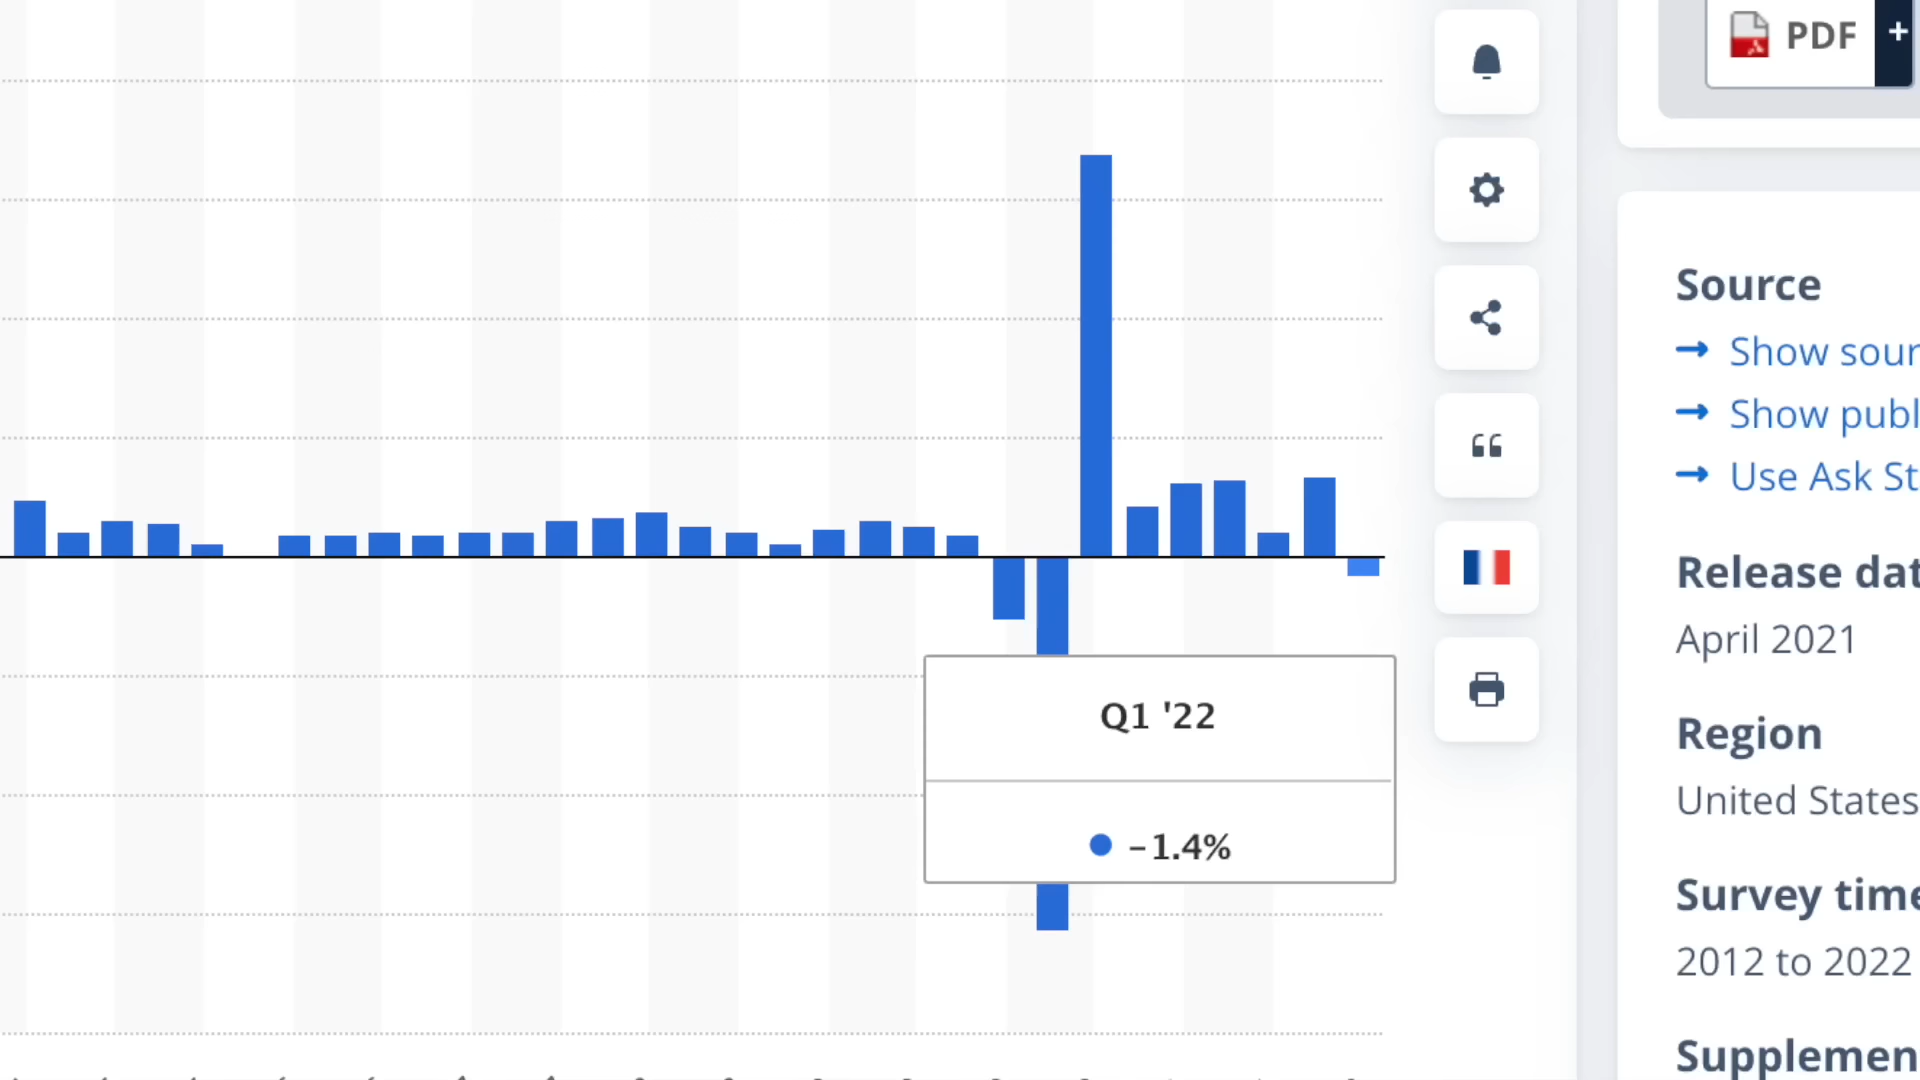 PDF +
Source
→ Show sour
→ Show publ
→ Use Ask St
Release dat
April 2021
Region
United States
Survey time
2012 to 2022
Supplemen
Q1 '22
−1.4%